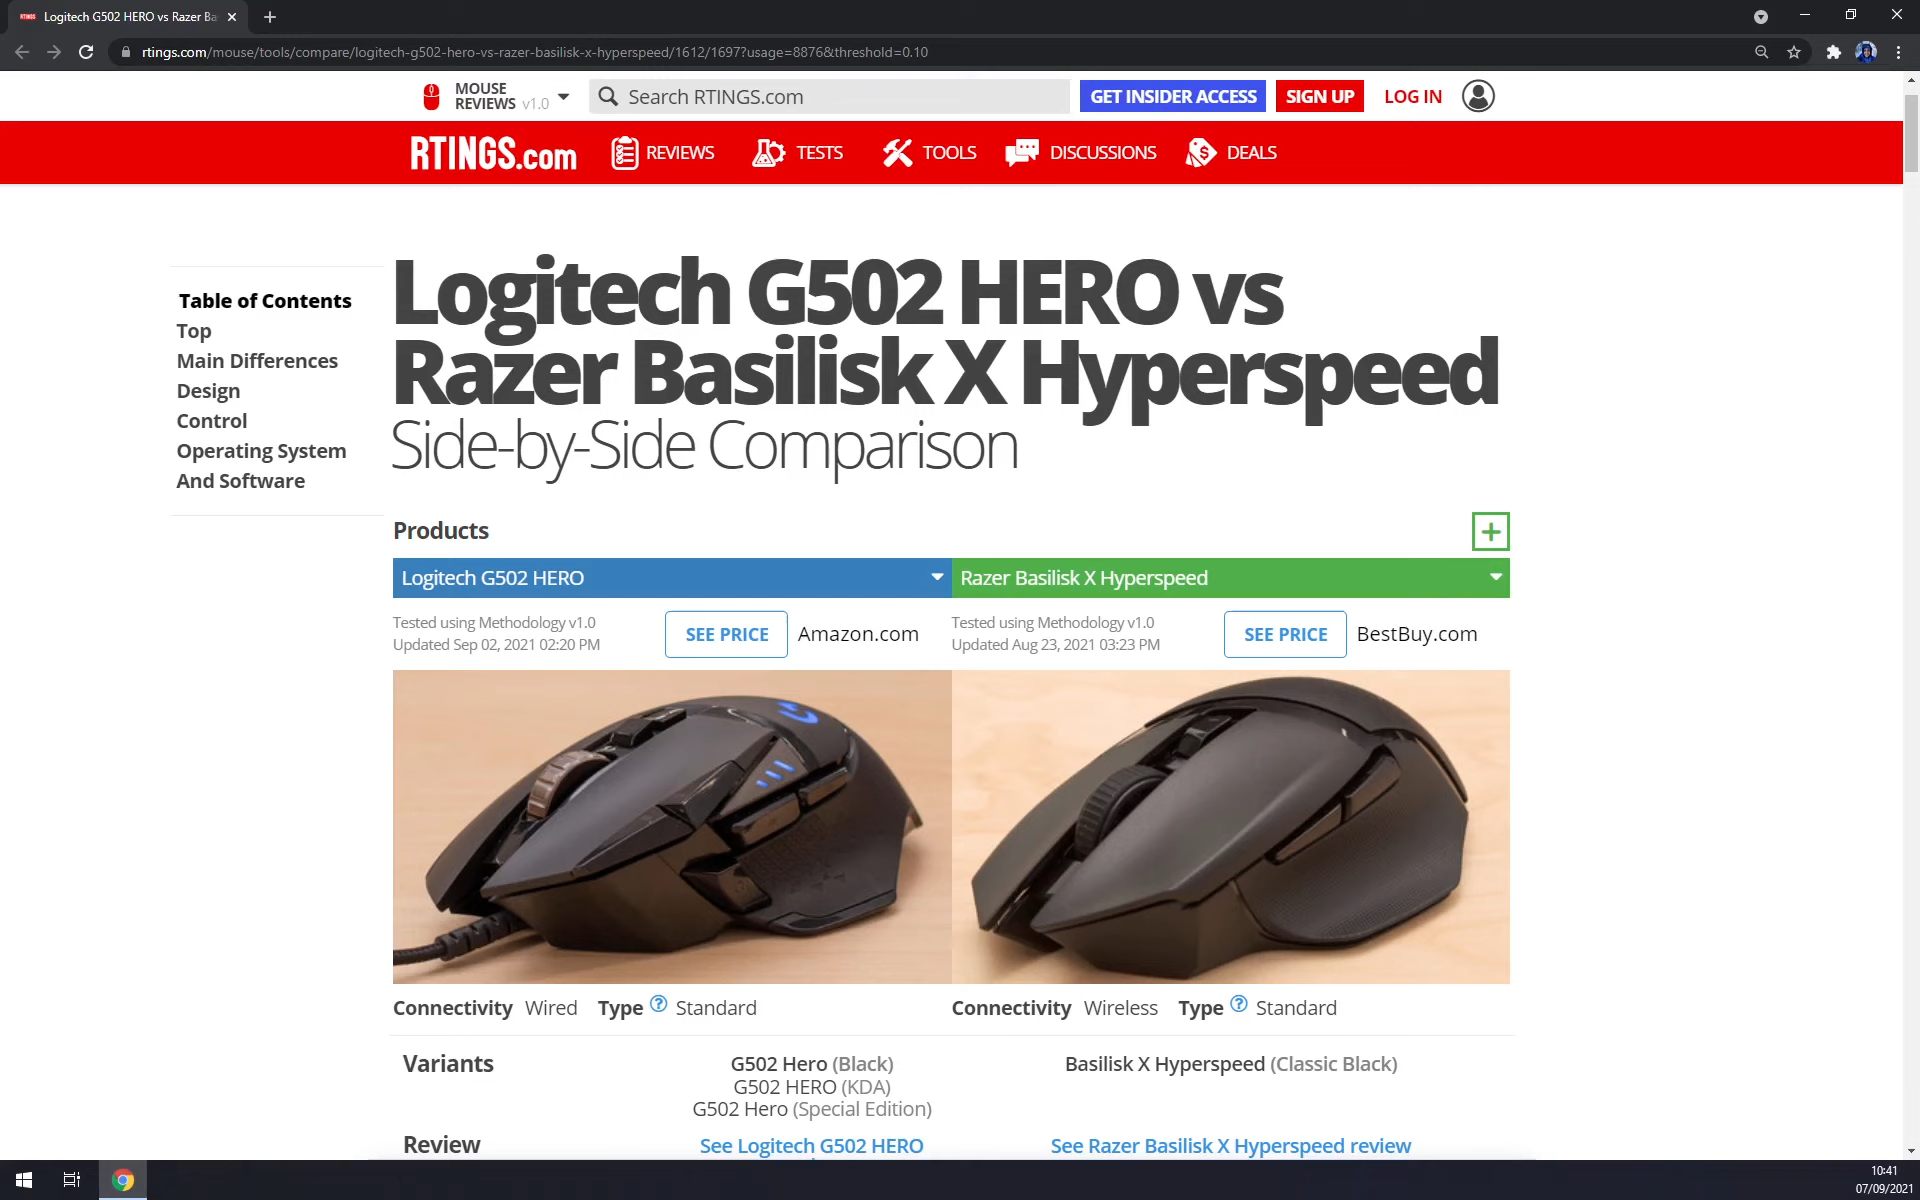 Logitech G502 HERO vs Razer Ba
rtings.com/mouse/tools/compare/logitech-g502-hero-vs-razer-basilisk-x-hyperspeed/1612/1697?usage=8876&threshold=0.10
MOUSE
REVIEWS v1.0
Search RTINGS.com
GET INSIDER ACCESS
SIGN UP
LOG IN
RTINGS.com
REVIEWS
TESTS
TOOLS
DISCUSSIONS
DEALS
Table of Contents
Top
Main Differences
Design
Control
Operating System
And Software
Logitech G502 HERO vs
Razer Basilisk X Hyperspeed
Side-by-Side Comparison
Products
Logitech G502 HERO
Razer Basilisk X Hyperspeed
Tested using Methodology v1.0
Updated Sep 02, 2021 02:20 PM
SEE PRICE
Amazon.com
Tested using Methodology v1.0
Updated Aug 23, 2021 03:23 PM
SEE PRICE
BestBuy.com
Connectivity Wired Type ? Standard
Connectivity Wireless Type ? Standard
Variants
G502 Hero (Black)
G502 HERO (KDA)
G502 Hero (Special Edition)
Basilisk X Hyperspeed (Classic Black)
Review
See Logitech G502 HERO
See Razer Basilisk X Hyperspeed review
10:41
07/09/2021